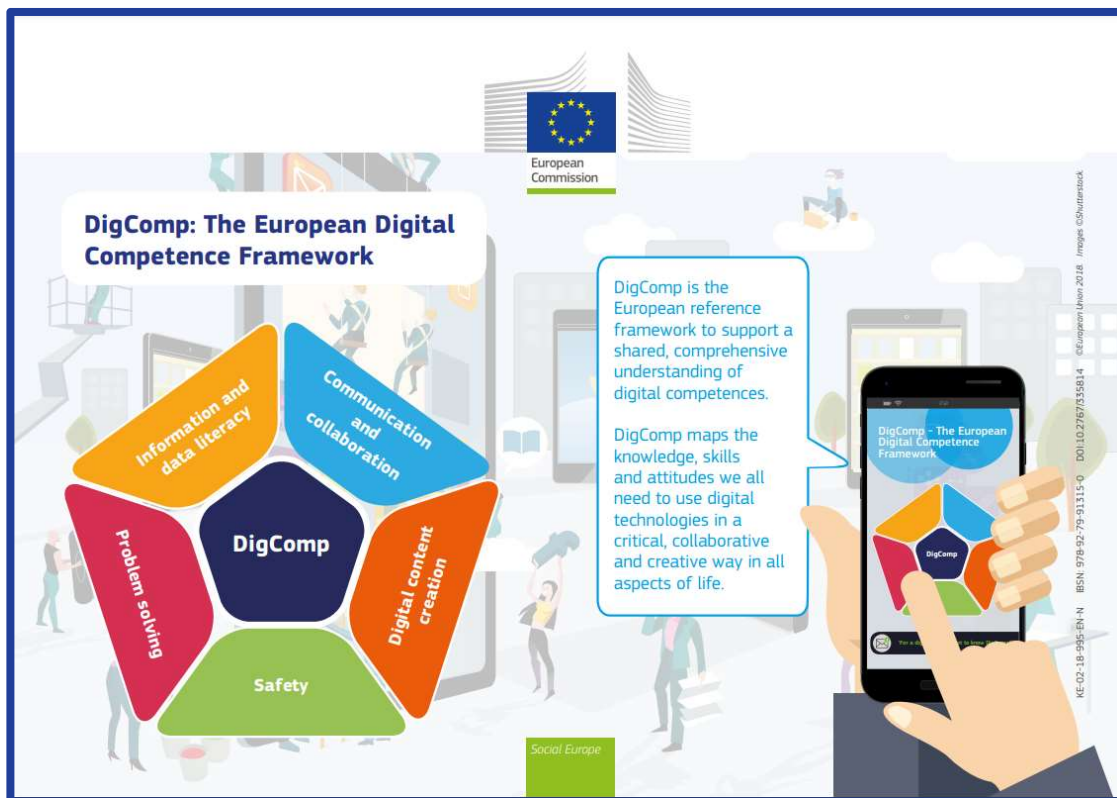 European
Commission
DigComp: The European Digital
Competence Framework
Information and
data literacy
Communication
and
collaboration
Problem solving
DigComp
Digital content
creation
Safety
DigComp is the
European reference
framework to support a
shared, comprehensive
understanding of
digital competences.
DigComp maps the
knowledge, skills
and attitudes we all
need to use digital
technologies in a
critical, collaborative
and creative way in all
aspects of life.
DigComp - The European
Digital Competence
Framework
DigComp
Social Europe
KE-02-18-995-EN-N IBSN: 978-92-79-91315-0 DOI:10.2767/335814 ©European Union 2018 Images ©Shutterstock